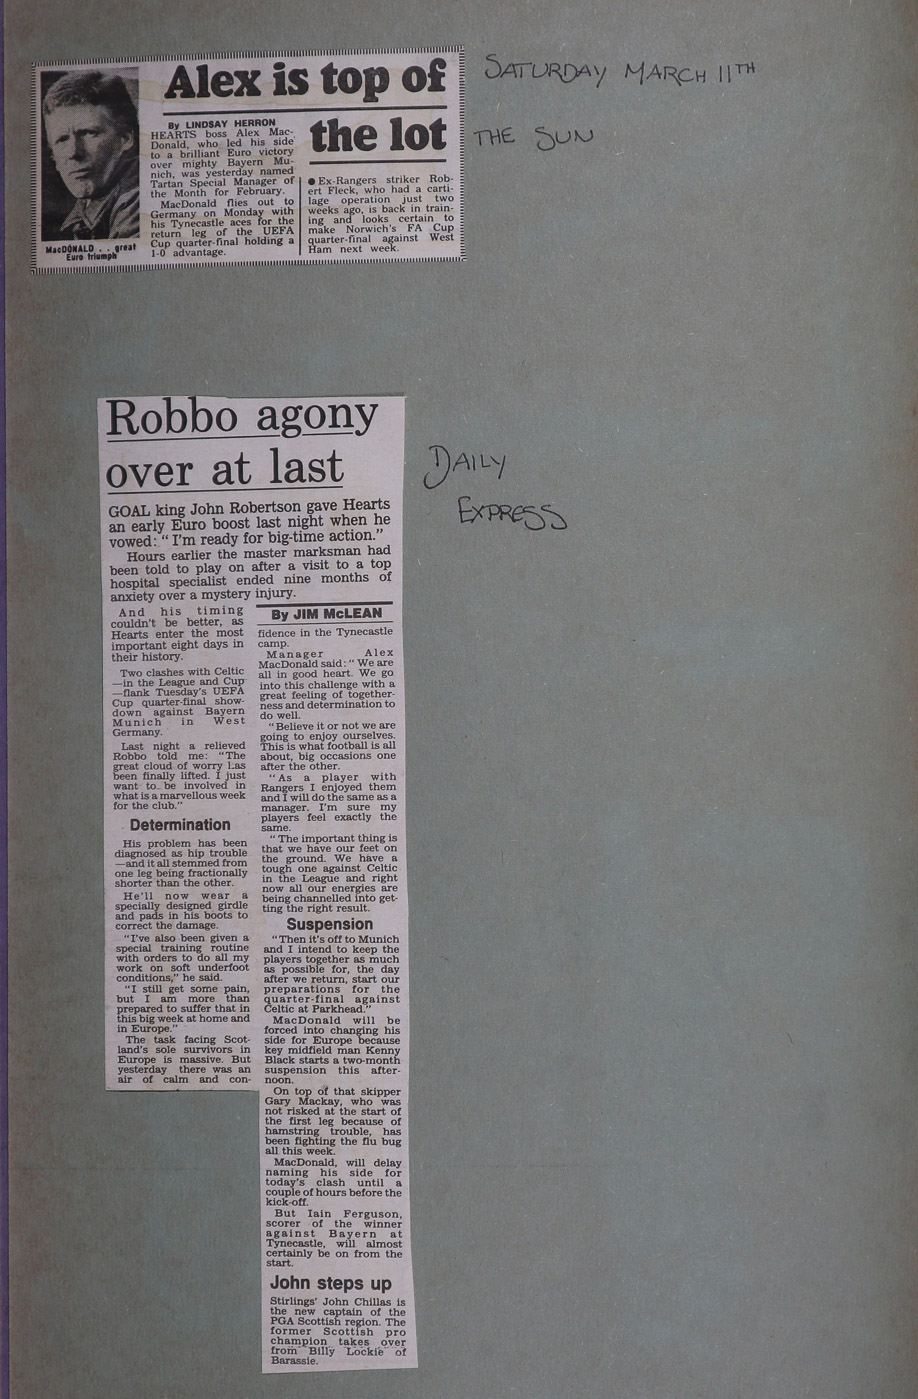 Alex is top of
the lot
SATURDAY MARCH 11TH
THE SUN
By LINDSAY HERRON
HEARTS boss Alex Mac-
Donald, who led his side
to a brilliant Euro victory
over mighty Bayern Mu-
nich, was yesterday named
Tartan Special Manager of
the Month for February.
MacDonald flies out to
Germany on Monday with
his Tynecastle aces for the
return leg of the UEFA
Cup quarter-final holding a
1-0 advantage.
● Ex-Rangers striker Rob-
ert Fleck, who had a carti-
lage operation just two
weeks ago, is back in train-
ing and looks certain to
make Norwich's FA Cup
quarter-final against West
Ham next week.
MacDONALD . . great
Euro triumph
Robbo agony
over at last
DAILY
EXPRESS
GOAL king John Robertson gave Hearts
an early Euro boost last night when he
vowed: “I'm ready for big-time action.”
Hours earlier the master marksman had
been told to play on after a visit to a top
hospital specialist ended nine months of
anxiety over a mystery injury.
And his timing
couldn't be better, as
Hearts enter the most
important eight days in
their history.
Two clashes with Celtic
—in the League and Cup
—flank Tuesday's UEFA
Cup quarter-final show-
down against Bayern
Munich in West
Germany.
Last night a relieved
Robbo told me: “The
great cloud of worry has
been finally lifted. I just
want to be involved in
what is a marvellous week
for the club.”
Determination
His problem has been
diagnosed as hip trouble
—and it all stemmed from
one leg being fractionally
shorter than the other.
He'll now wear a
specially designed girdle
and pads in his boots to
correct the damage.
“I've also been given a
special training routine
with orders to do all my
work on soft underfoot
conditions,” he said.
“I still get some pain,
but I am more than
prepared to suffer that in
this big week at home and
in Europe.”
The task facing Scot-
land's sole survivors in
Europe is massive. But
yesterday there was an
air of calm and con-
By JIM McLEAN
fidence in the Tynecastle
camp.
Manager Alex
MacDonald said: “We are
all in good heart. We go
into this challenge with a
great feeling of together-
ness and determination to
do well.
“Believe it or not we are
going to enjoy ourselves.
This is what football is all
about, big occasions one
after the other.
“As a player with
Rangers I enjoyed them
and I will do the same as a
manager. I'm sure my
players feel exactly the
same.
“The important thing is
that we have our feet on
the ground. We have a
tough one against Celtic
in the League and right
now all our energies are
being channelled into get-
ting the right result.
Suspension
“Then it's off to Munich
and I intend to keep the
players together as much
as possible for, the day
after we return, start our
preparations for the
quarter-final against
Celtic at Parkhead.”
MacDonald will be
forced into changing his
side for Europe because
key midfield man Kenny
Black starts a two-month
suspension this after-
noon.
On top of that skipper
Gary Mackay, who was
not risked at the start of
the first leg because of
hamstring trouble, has
been fighting the flu bug
all this week.
MacDonald, will delay
naming his side for
today's clash until a
couple of hours before the
kick-off.
But Iain Ferguson,
scorer of the winner
against Bayern at
Tynecastle, will almost
certainly be on from the
start.
John steps up
Stirlings' John Chillas is
the new captain of the
PGA Scottish region. The
former Scottish pro
champion takes over
from Billy Lockie of
Barassie.